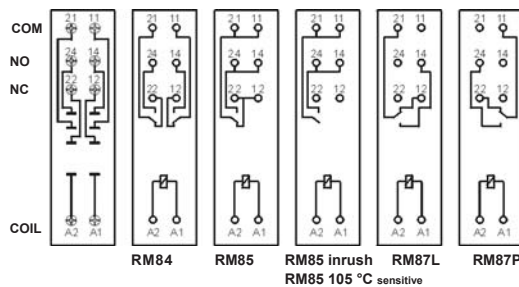 21 11 21 11 21 11 21 11 21 11 21 11
COM
24 14 24 14 24 14 24 14 24 14 24 14
NO
22 12 22 12 22 12 22 12 22 12 22 12
NC
COIL
A2 A1 A2 A1 A2 A1 A2 A1 A2 A1 A2 A1
RM84 RM85 RM85 inrush RM87L RM87P
RM85 105 °C sensitive